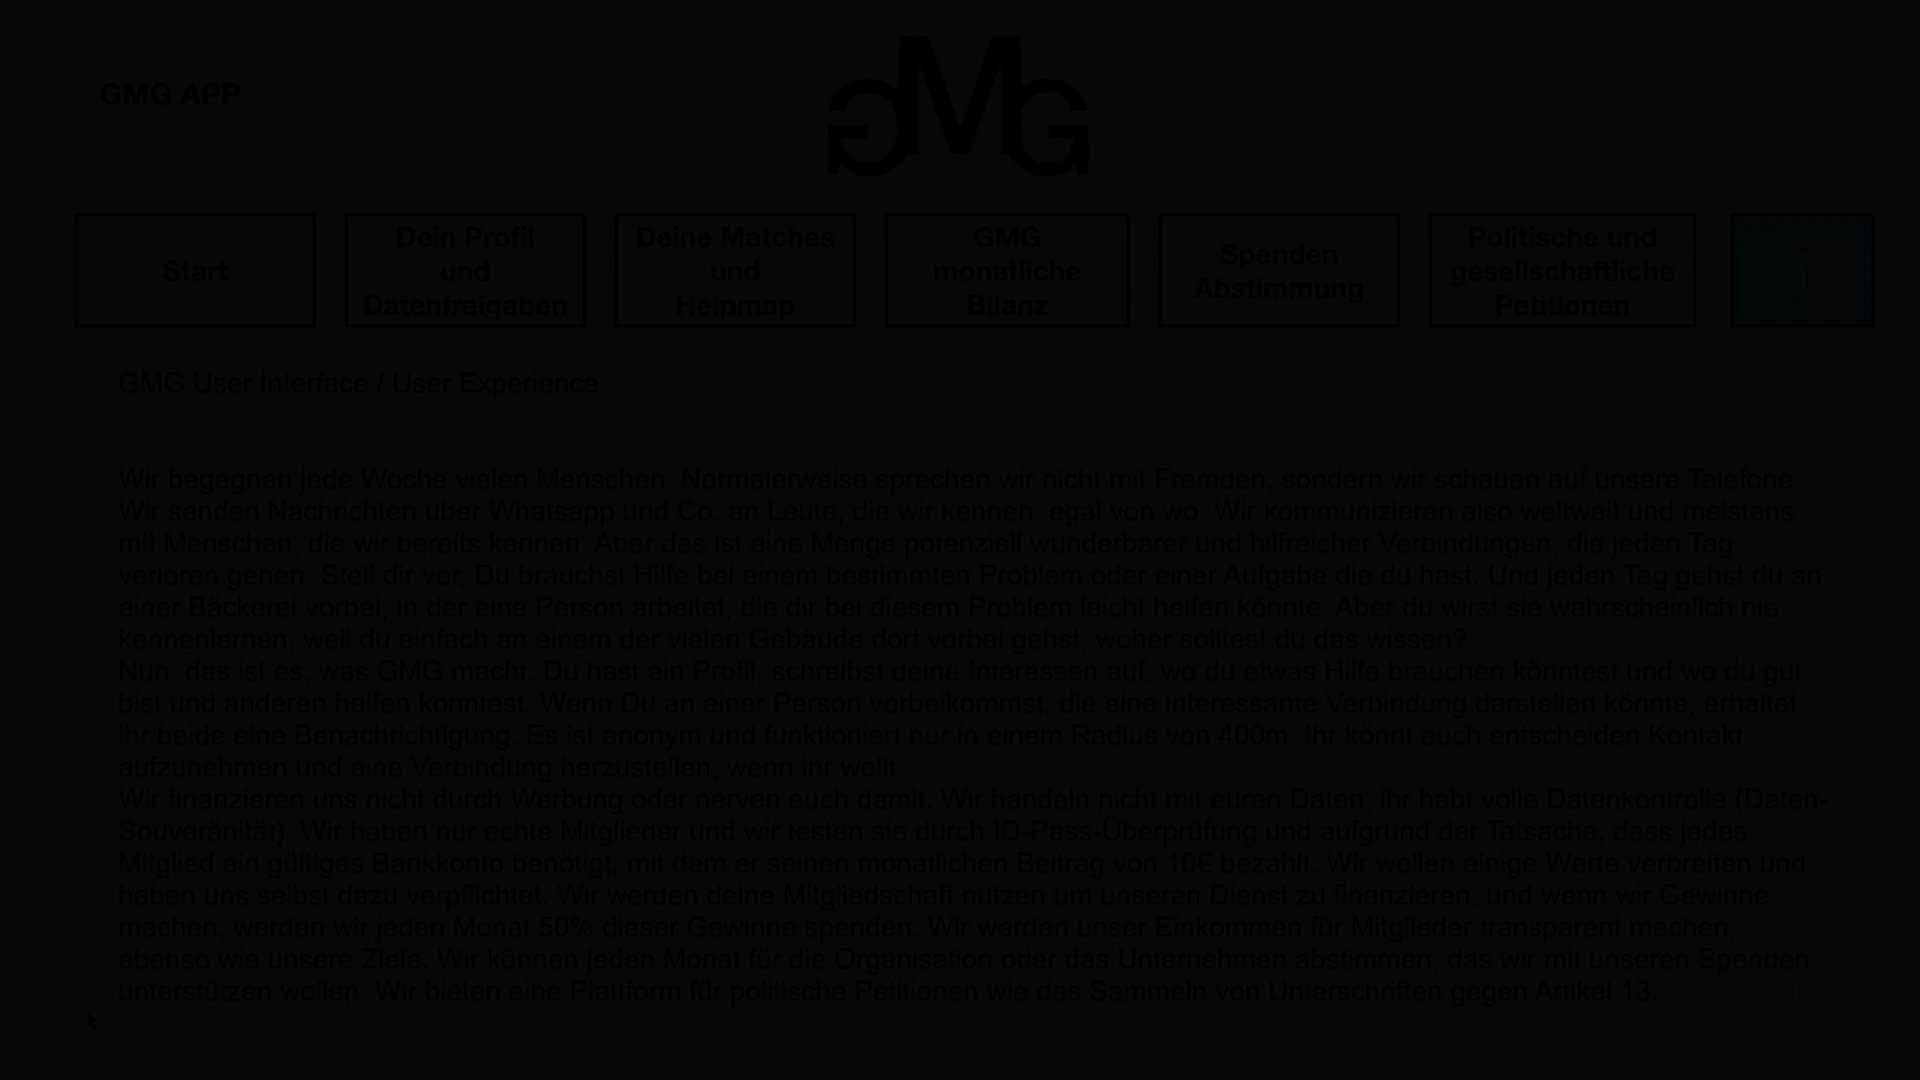 GMG
GMG APP
Start
Dein Profil
und
Datenfreigaben
Deine Matches
und
Helpmap
GMG
monatliche
Bilanz
Spenden
Abstimmung
Politische und
gesellschaftliche
Petitionen
GMG User Interface / User Experience
Wir begegnen jede Woche vielen Menschen. Normalerweise sprechen wir nicht mit Fremden, sondern wir schauen auf unsere Telefone.
Wir senden Nachrichten über Whatsapp und Co. an Leute, die wir kennen, egal von wo. Wir kommunizieren also weltweit und meistens
mit Menschen, die wir bereits kennen. Aber das ist eine Menge potenziell wunderbarer und hilfreicher Verbindungen, die jeden Tag
verloren gehen. Stell dir vor, Du brauchst Hilfe bei einem bestimmten Problem oder einer Aufgabe die du hast. Und jeden Tag gehst du an
einer Bäckerei vorbei, in der eine Person arbeitet, die dir bei diesem Problem leicht helfen könnte. Aber du wirst sie wahrscheinlich nie
kennenlernen, weil du einfach an einem der vielen Gebäude dort vorbei gehst, woher solltest du das wissen?
Nun, das ist es, was GMG macht. Du hast ein Profil, schreibst deine Interessen auf, wo du etwas Hilfe brauchen könntest und wo du gut
bist und anderen helfen könntest. Wenn Du an einer Person vorbeikommst, die eine interessante Verbindung darstellen könnte, erhaltet
ihr beide eine Benachrichtigung. Es ist anonym und funktioniert nur in einem Radius von 400m. Ihr könnt euch entscheiden Kontakt
aufzunehmen und eine Verbindung herzustellen, wenn ihr wollt.
Wir finanzieren uns nicht durch Werbung oder nerven euch damit. Wir handeln nicht mit euren Daten, ihr habt volle Datenkontrolle (Daten-
Souveränität). Wir haben nur echte Mitglieder und wir testen sie durch ID-Pass-Überprüfung und aufgrund der Tatsache, dass jedes
Mitglied ein gültiges Bankkonto benötigt, mit dem er seinen monatlichen Beitrag von 10€ bezahlt. Wir wollen einige Werte verbreiten und
haben uns selbst dazu verpflichtet. Wir werden deine Mitgliedschaft nutzen um unseren Dienst zu finanzieren, und wenn wir Gewinne
machen, werden wir jeden Monat 50% dieser Gewinne spenden. Wir werden unser Einkommen für Mitglieder transparent machen,
ebenso wie unsere Ziele. Wir können jeden Monat für die Organisation oder das Unternehmen abstimmen, das wir mit unseren Spenden
unterstützen wollen. Wir bieten eine Plattform für politische Petitionen wie das Sammeln von Unterschriften gegen Artikel 13.